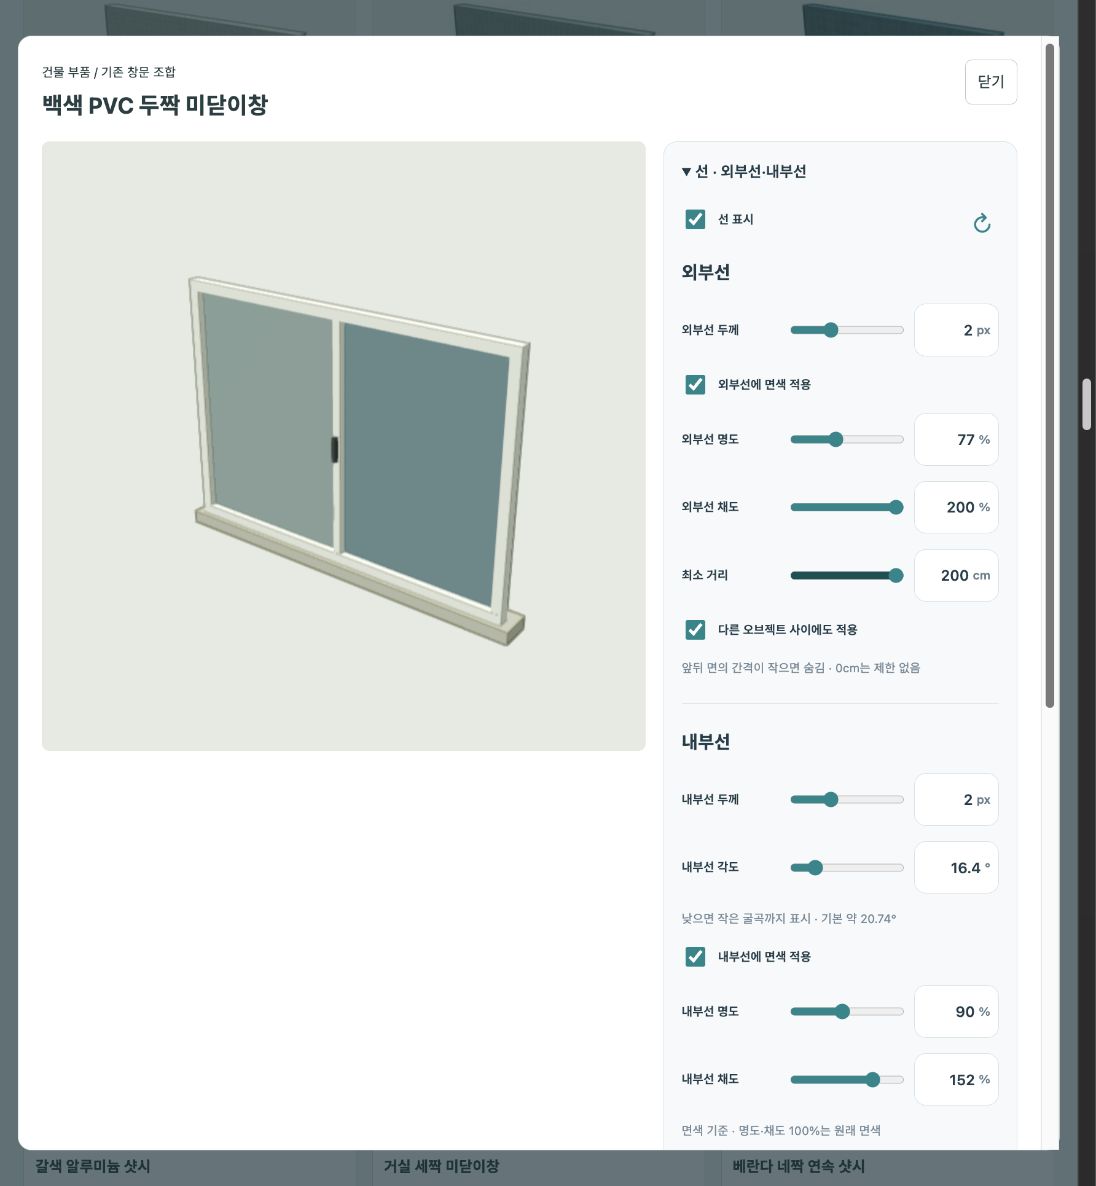 건물 부품 / 기존 창문 조합
백색 PVC 두짝 미닫이창
닫기
▼ 선 · 외부선·내부선
선 표시
외부선
외부선 두께 2 px
외부선에 면색 적용
외부선 명도 77 %
외부선 채도 200 %
최소 거리 200 cm
다른 오브젝트 사이에도 적용
앞뒤 면의 간격이 작으면 숨김 · 0cm는 제한 없음
내부선
내부선 두께 2 px
내부선 각도 16.4 °
낮으면 작은 굴곡까지 표시 · 기본 약 20.74°
내부선에 면색 적용
내부선 명도 90 %
내부선 채도 152 %
면색 기준 · 명도·채도 100%는 원래 면색
갈색 알루미늄 샷시
거실 세짝 미닫이창
베란다 네짝 연속 샷시